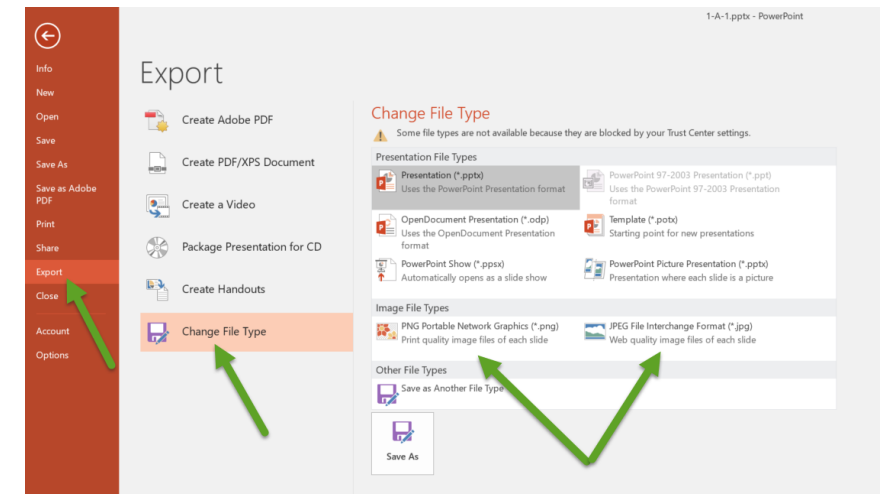 1-A-1.pptx - PowerPoint
Info
New
Open
Save
Save As
Save as Adobe
PDF
Print
Share
Export
Close
Account
Options
Export
Create Adobe PDF
Create PDF/XPS Document
Create a Video
Package Presentation for CD
Create Handouts
Change File Type
Change File Type
Some file types are not available because they are blocked by your Trust Center settings.
Presentation File Types
Presentation (*.pptx)
Uses the PowerPoint Presentation format
PowerPoint 97-2003 Presentation (*.ppt)
Uses the PowerPoint 97-2003 Presentation
format
OpenDocument Presentation (*.odp)
Uses the OpenDocument Presentation
format
Template (*.potx)
Starting point for new presentations
PowerPoint Show (*.ppsx)
Automatically opens as a slide show
PowerPoint Picture Presentation (*.pptx)
Presentation where each slide is a picture
Image File Types
PNG Portable Network Graphics (*.png)
Print quality image files of each slide
JPEG File Interchange Format (*.jpg)
Web quality image files of each slide
Other File Types
Save as Another File Type
Save As